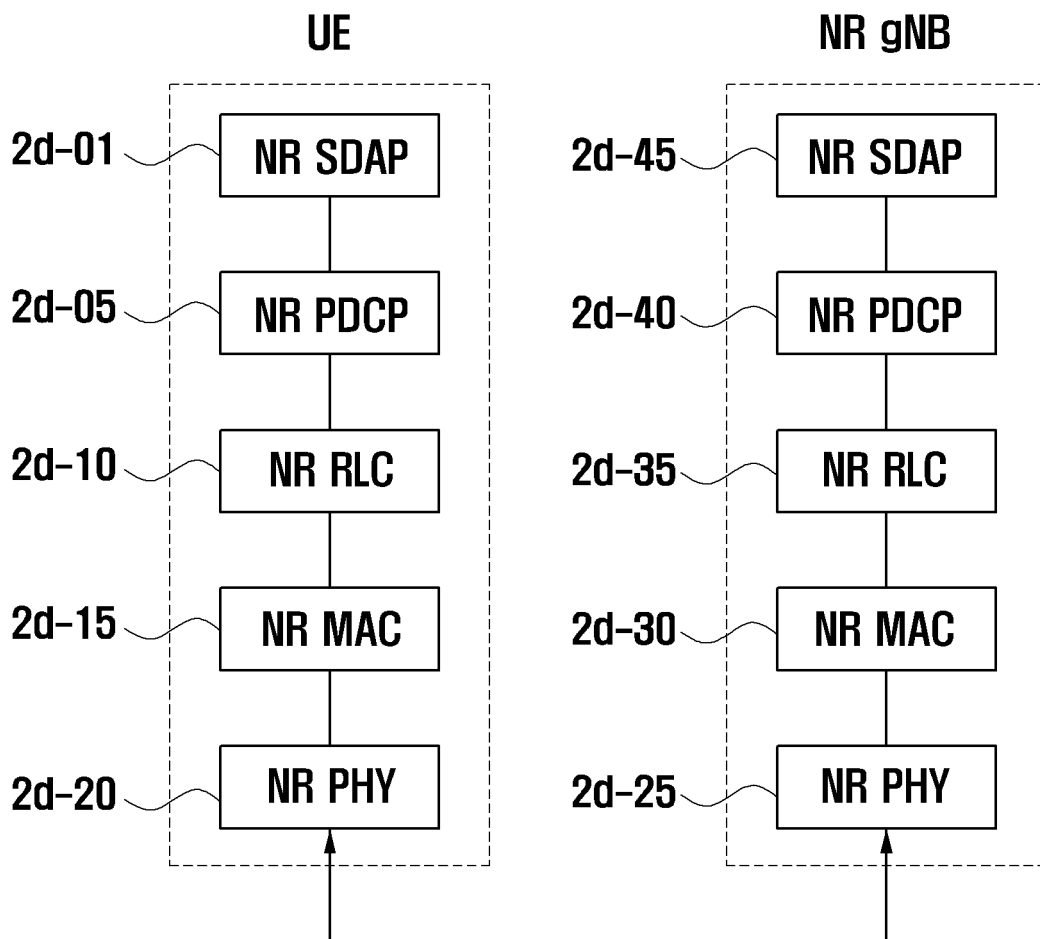 UE NR gNB
2d-01 NR SDAP 2d-45 NR SDAP
2d-05 NR PDCP 2d-40 NR PDCP
2d-10 NR RLC 2d-35 NR RLC
2d-15 NR MAC 2d-30 NR MAC
2d-20 NR PHY 2d-25 NR PHY